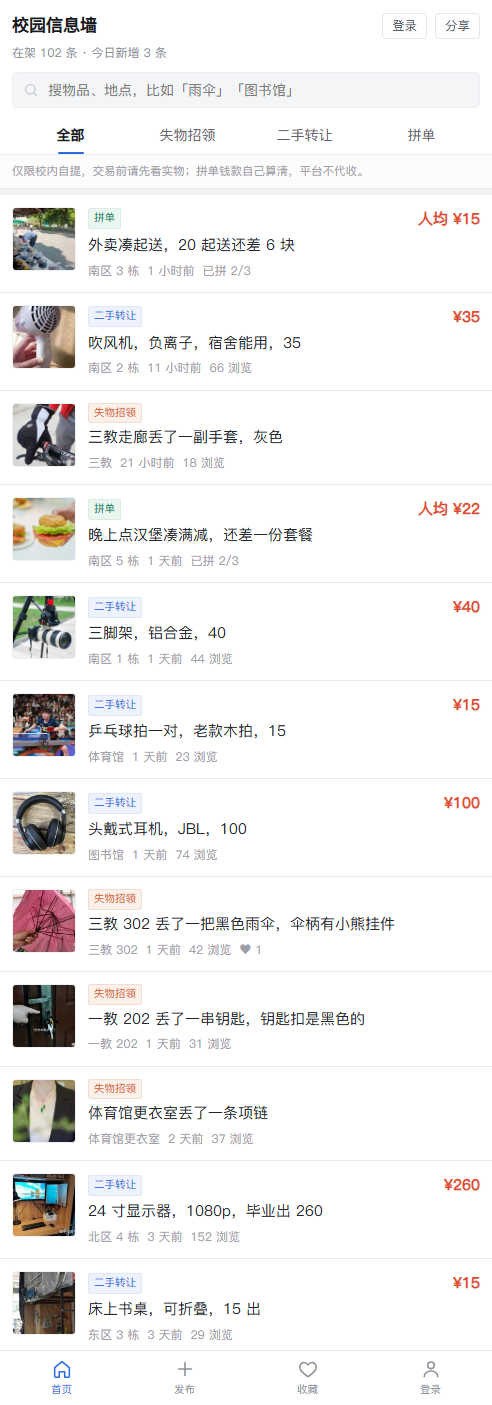 校园信息墙
登录 分享
在架 102 条 · 今日新增 3 条
搜物品、地点，比如「雨伞」「图书馆」
全部 失物招领 二手转让 拼单
仅限校内自提，交易前请先看实物；拼单钱款自己算清，平台不代收。
拼单
人均 ¥15
外卖凑起送，20 起送还差 6 块
南区 3 栋 1 小时前 已拼 2/3
二手转让
¥35
吹风机，负离子，宿舍能用，35
南区 2 栋 11 小时前 66 浏览
失物招领
三教走廊丢了一副手套，灰色
三教 21 小时前 18 浏览
拼单
人均 ¥22
晚上点汉堡凑满减，还差一份套餐
南区 5 栋 1 天前 已拼 2/3
二手转让
¥40
三脚架，铝合金，40
南区 1 栋 1 天前 44 浏览
二手转让
¥15
乒乓球拍一对，老款木拍，15
体育馆 1 天前 23 浏览
二手转让
¥100
头戴式耳机，JBL，100
图书馆 1 天前 74 浏览
失物招领
三教 302 丢了一把黑色雨伞，伞柄有小熊挂件
三教 302 1 天前 42 浏览 ♥ 1
失物招领
一教 202 丢了一串钥匙，钥匙扣是黑色的
一教 202 1 天前 31 浏览
失物招领
体育馆更衣室丢了一条项链
体育馆更衣室 2 天前 37 浏览
二手转让
¥260
24 寸显示器，1080p，毕业出 260
北区 4 栋 3 天前 152 浏览
二手转让
¥15
床上书桌，可折叠，15 出
东区 3 栋 3 天前 29 浏览
首页 发布 收藏 登录